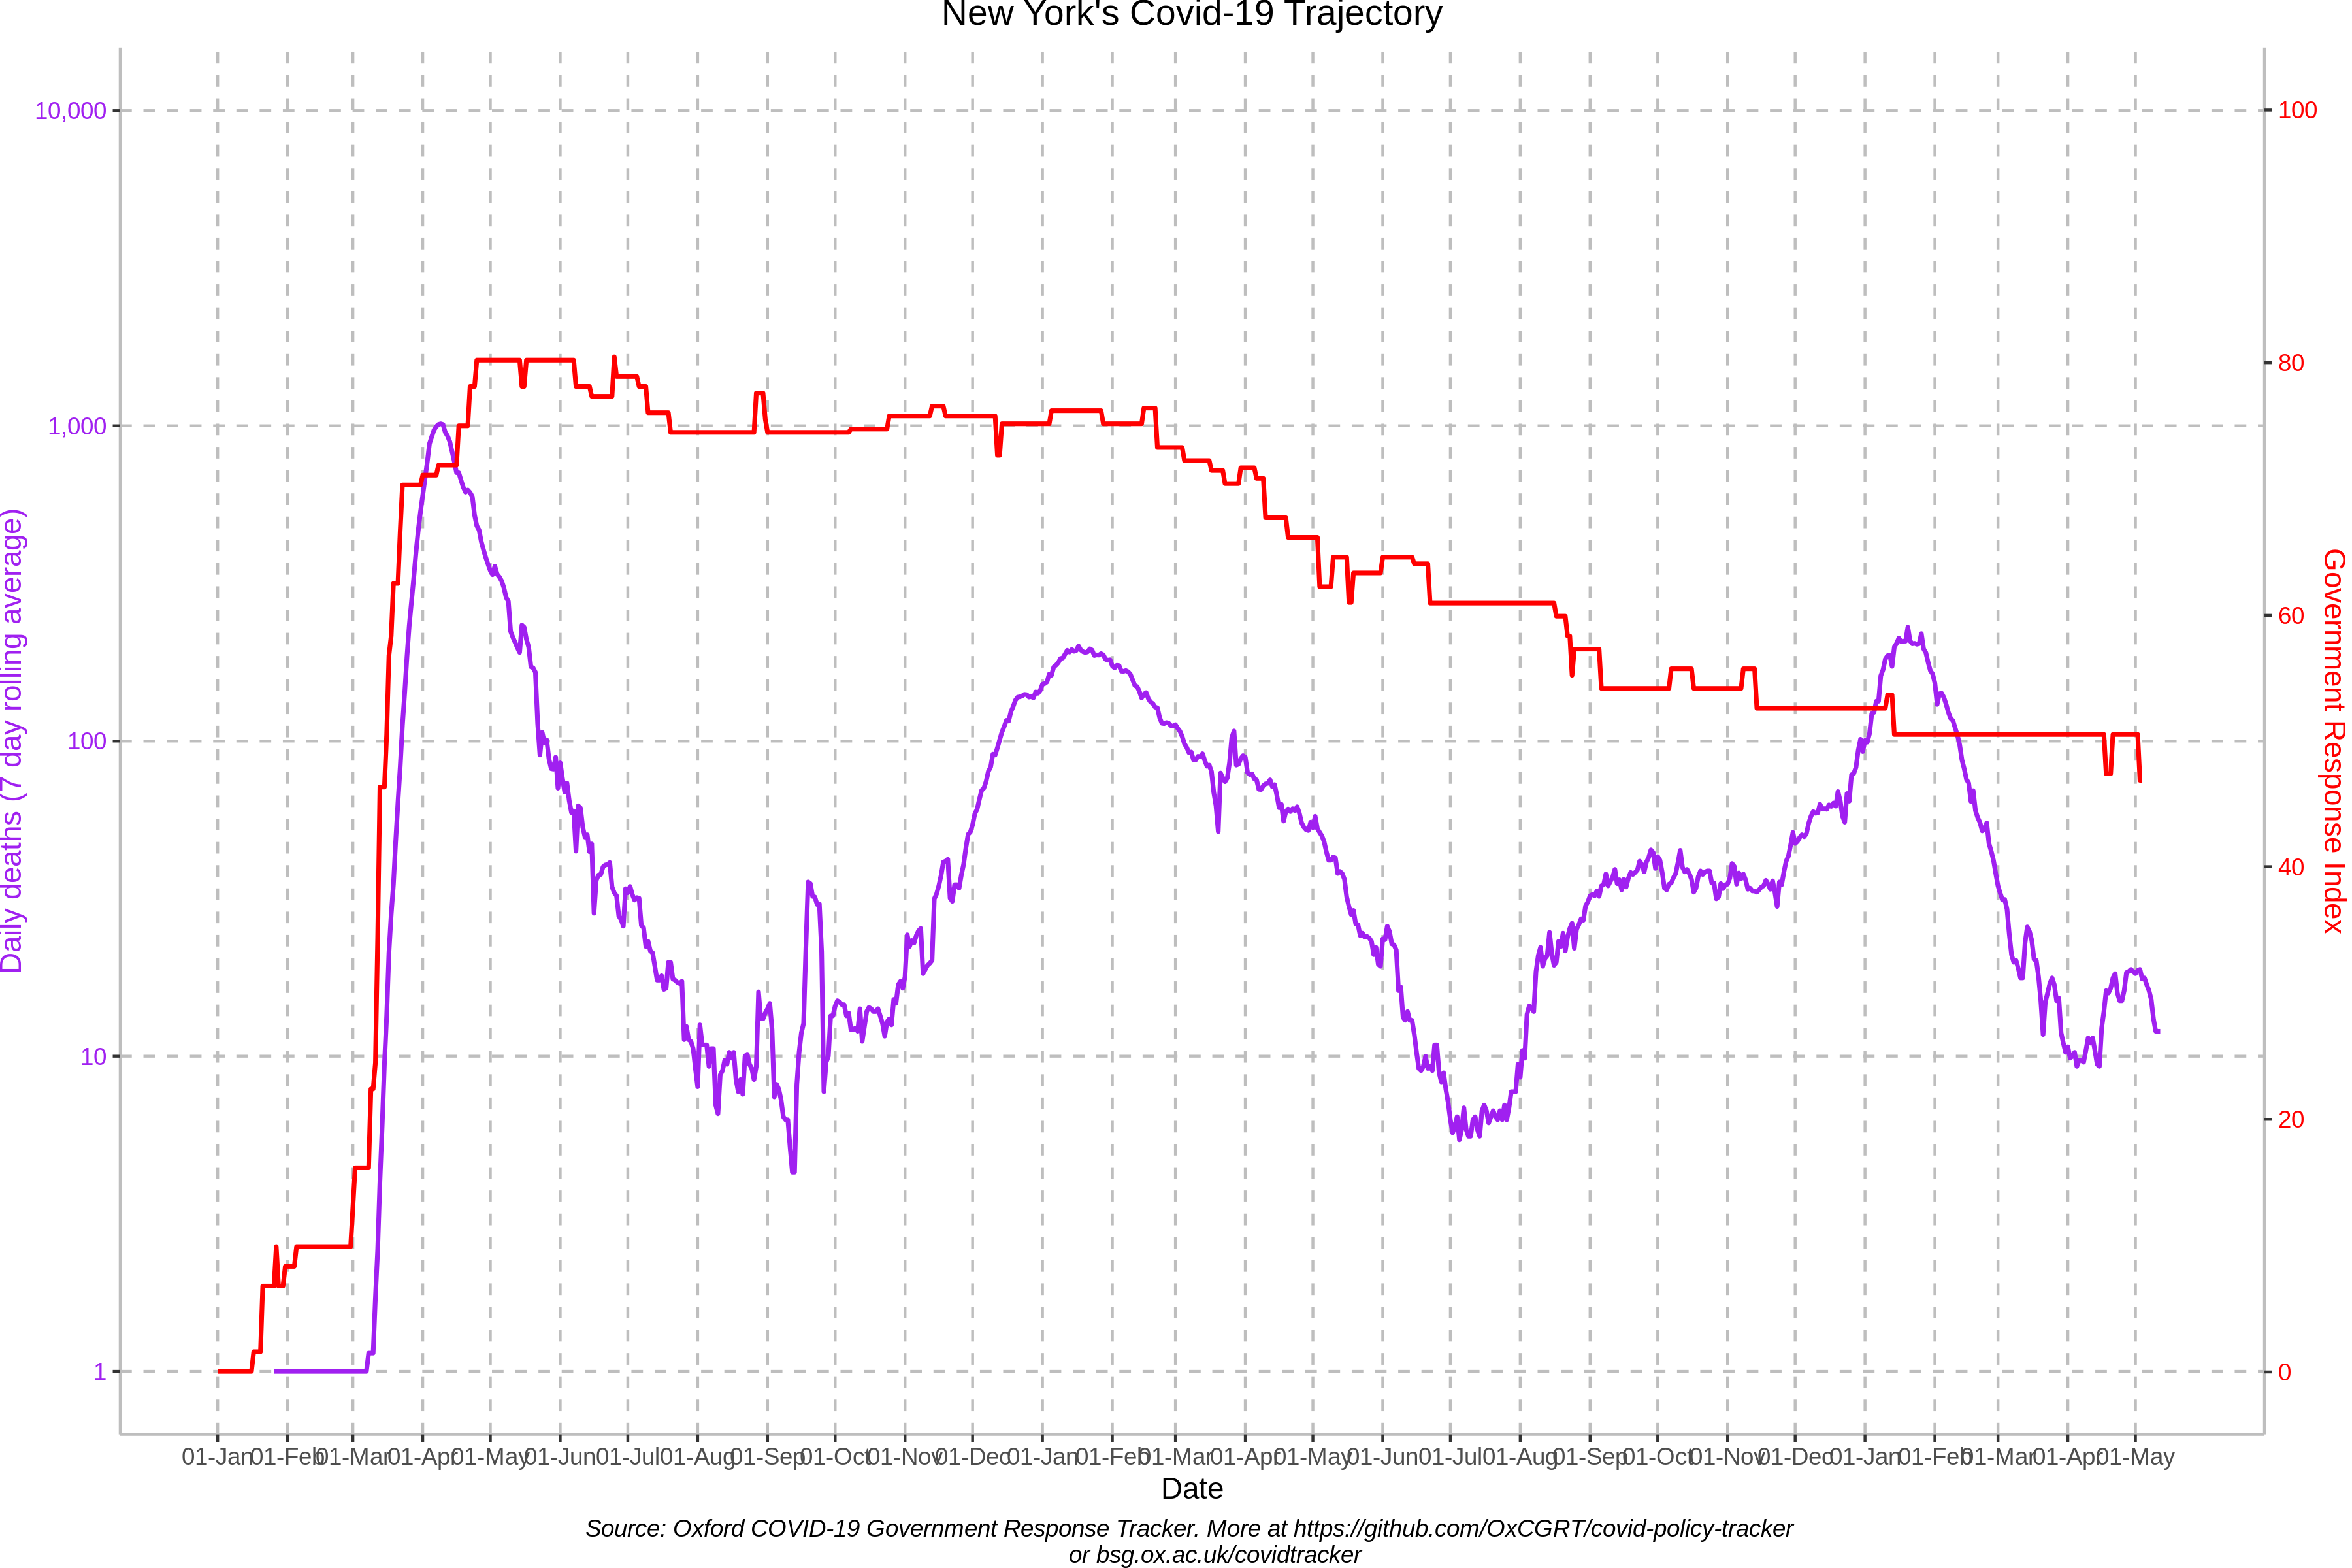 New York's Covid-19 Trajectory
Daily deaths (7 day rolling average)
10,000
1,000
100
10
1
100
80
60
40
20
0
Government Response Index
01-Jan
01-Feb
01-Mar
01-Apr
01-May
01-Jun
01-Jul
01-Aug
01-Sep
01-Oct
01-Nov
01-Dec
01-Jan
01-Feb
01-Mar
01-Apr
01-May
01-Jun
01-Jul
01-Aug
01-Sep
01-Oct
01-Nov
01-Dec
01-Jan
01-Feb
01-Mar
01-Apr
01-May
Date
Source: Oxford COVID-19 Government Response Tracker. More at https://github.com/OxCGRT/covid-policy-tracker
or bsg.ox.ac.uk/covidtracker